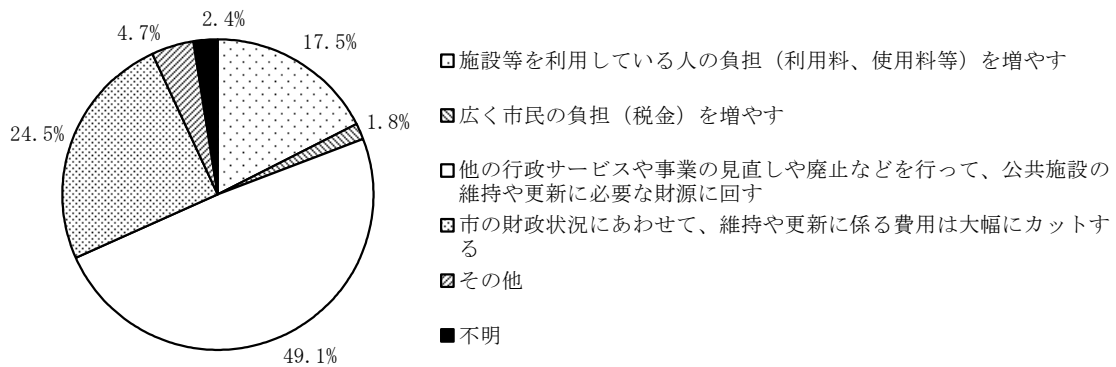 2.4%
4.7%
17.5%
1.8%
24.5%
49.1%
施設等を利用している人の負担（利用料、使用料等）を増やす
広く市民の負担（税金）を増やす
他の行政サービスや事業の見直しや廃止などを行って、公共施設の
維持や更新に必要な財源に回す
市の財政状況にあわせて、維持や更新に係る費用は大幅にカットす
る
その他
不明